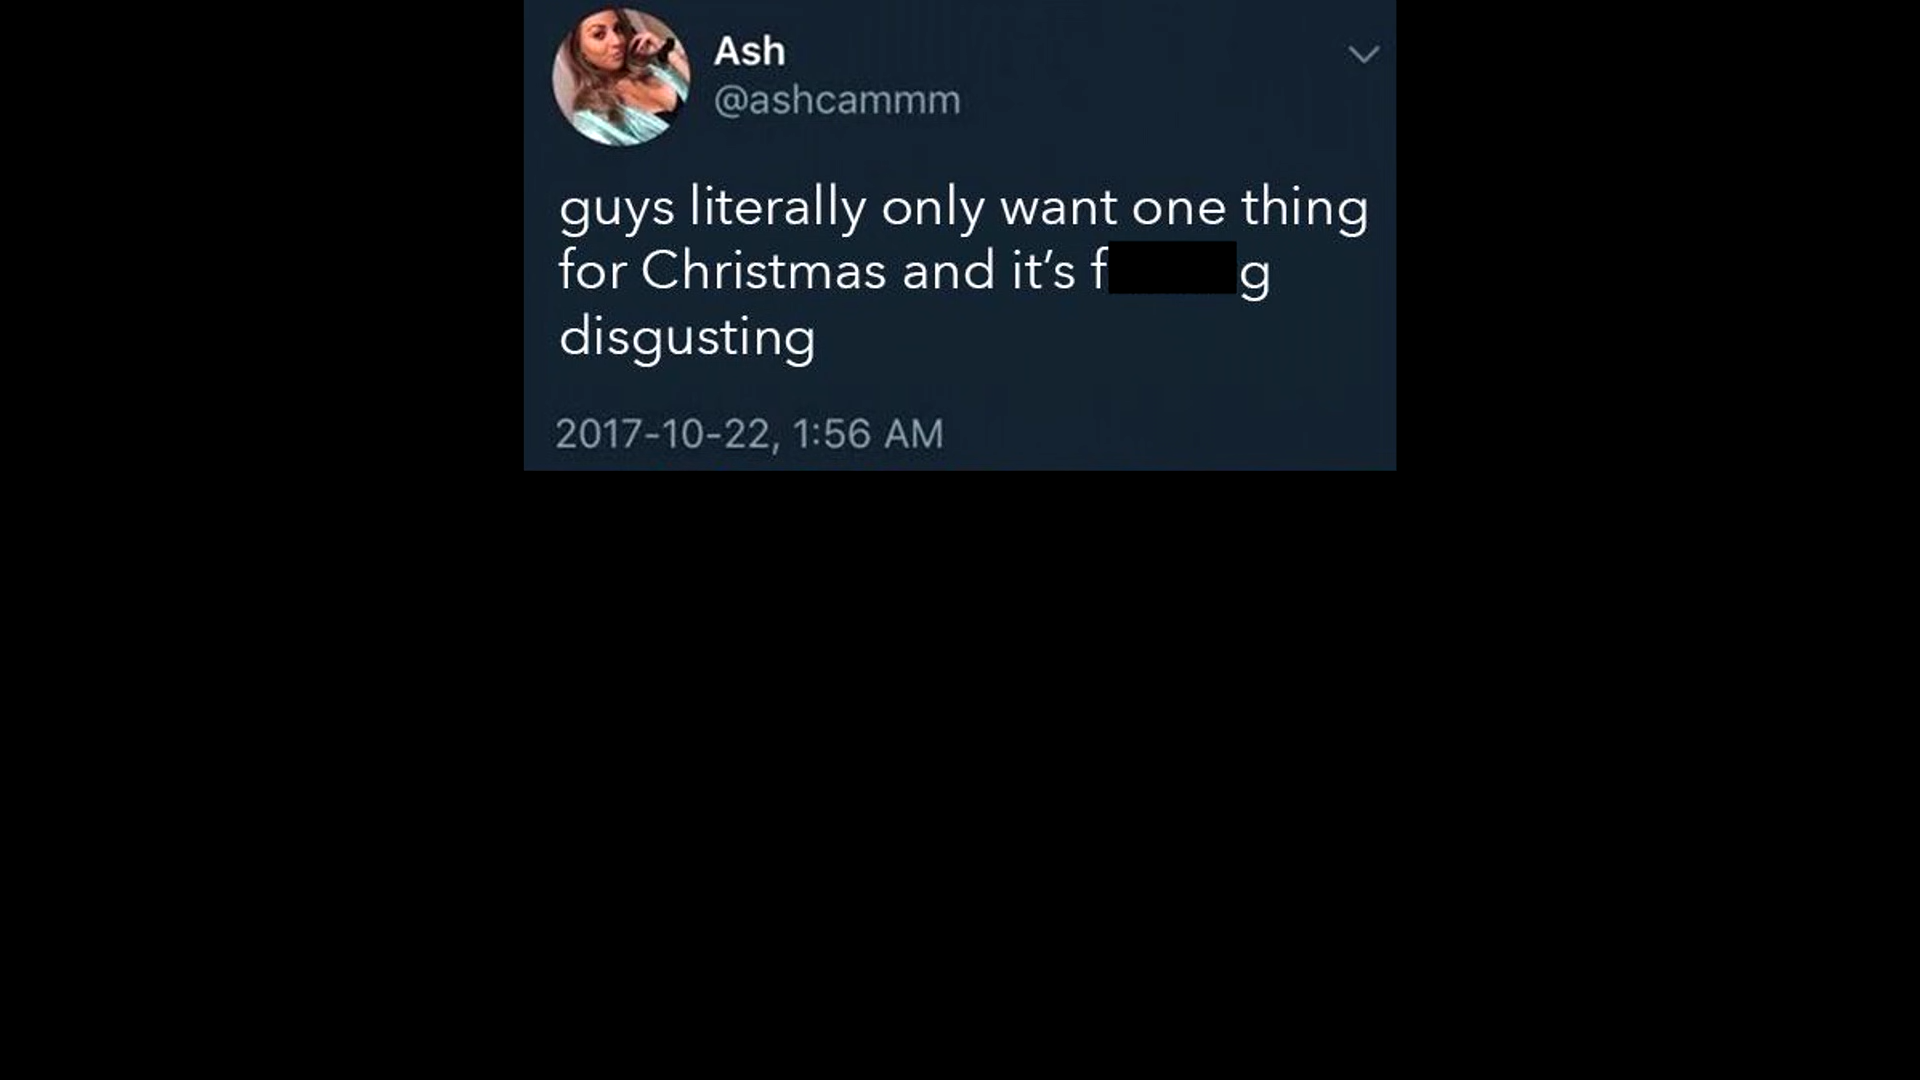 Ash
@ashcammm
guys literally only want one thing
for Christmas and it’s f g
disgusting
2017-10-22, 1:56 AM